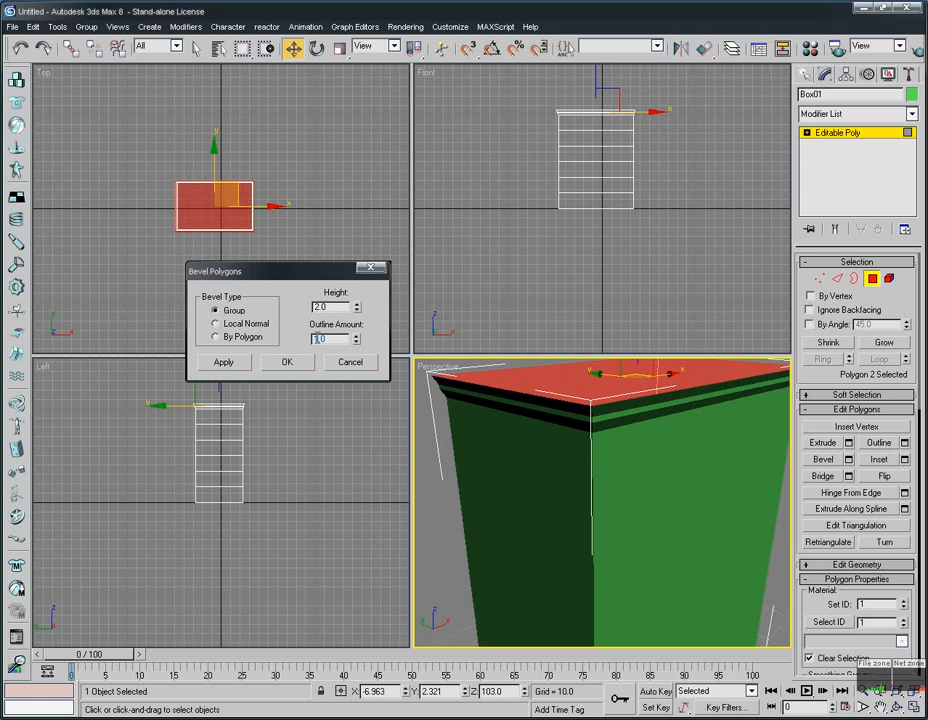 Untitled - Autodesk 3ds Max 8 - Stand-alone License
File Edit Tools Group Views Create Modifiers Character reactor Animation Graph Editors Rendering Customize MAXScript Help
All View View
Top
Front
Left
Perspective
x
y
x
y
x
y
z
x
y
x
z
x
y
z
y
z
x
Bevel Polygons
Bevel Type
Group
Local Normal
By Polygon
Height:
2.0
Outline Amount:
1.0
Apply OK Cancel
Box01
Modifier List
Editable Poly
Selection
By Vertex
Ignore Backfacing
By Angle: 45.0
Shrink Grow
Ring Loop
Polygon 2 Selected
Soft Selection
Edit Polygons
Insert Vertex
Extrude Outline
Bevel Inset
Bridge Flip
Hinge From Edge
Extrude Along Spline
Edit Triangulation
Retriangulate Turn
Edit Geometry
Polygon Properties
Material:
Set ID: 1
Select ID 1
Clear Selection
File zone Net zone
0 / 100
0 5 10 15 20 25 30 35 40 45 50 55 60 65 70 75 80 85 90 95 100
1 Object Selected X: -6.963 Y: 2.321 Z: 103.0 Grid = 10.0 Auto Key Selected
Click or click-and-drag to select objects Add Time Tag Set Key Key Filters... 0